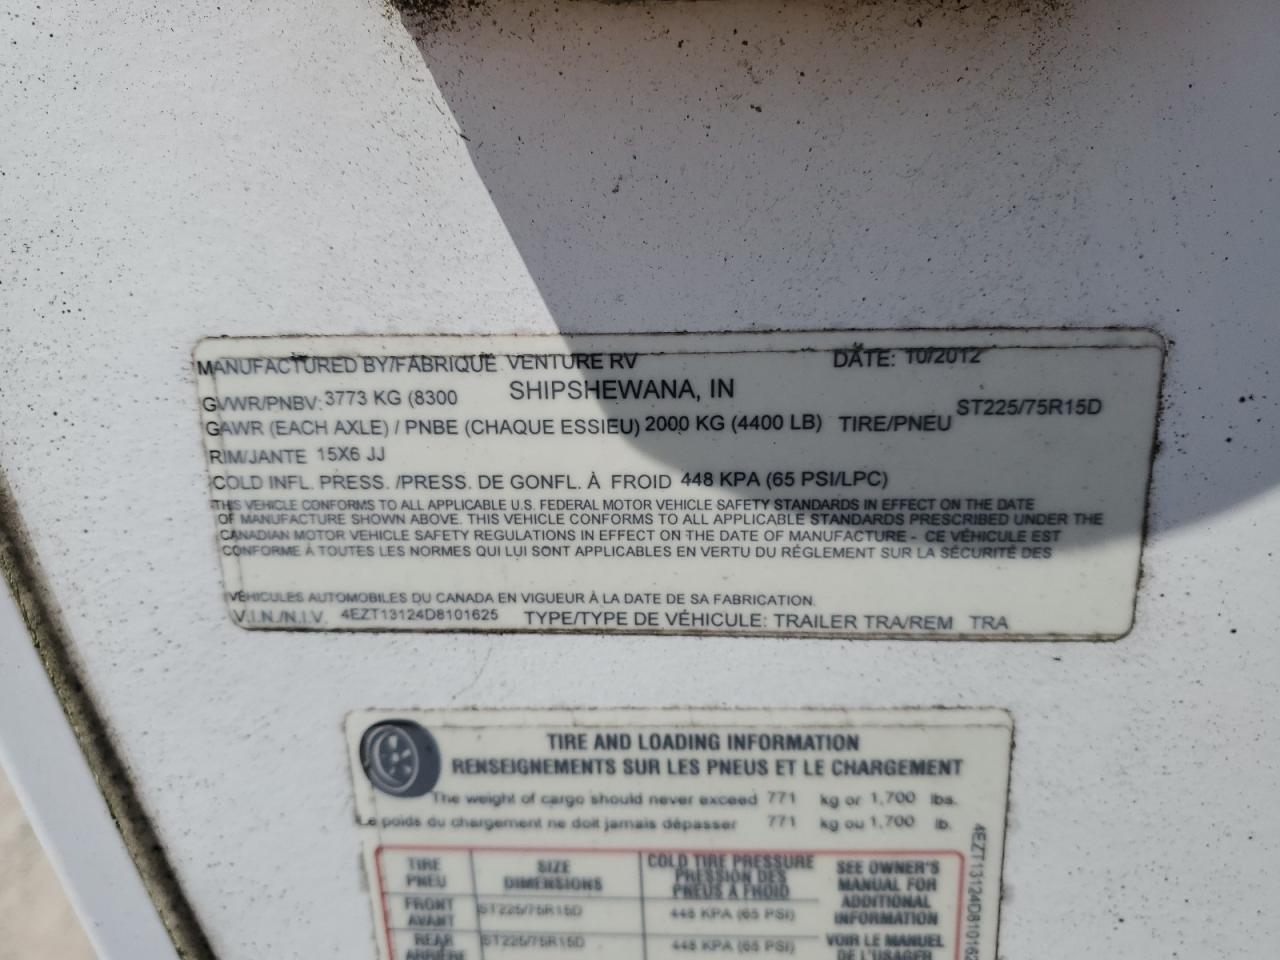 MANUFACTURED BY/FABRIQUE VENTURE RV DATE: 10/2012
GVWR/PNBV: 3773 KG (8300 SHIPSHEWANA, IN
GAWR (EACH AXLE) / PNBE (CHAQUE ESSIEU) 2000 KG (4400 LB) TIRE/PNEU ST225/75R15D
RIM/JANTE 15X6 JJ
COLD INFL. PRESS. /PRESS. DE GONFL. À FROID 448 KPA (65 PSI/LPC)
THIS VEHICLE CONFORMS TO ALL APPLICABLE U.S. FEDERAL MOTOR VEHICLE SAFETY STANDARDS IN EFFECT ON THE DATE
OF MANUFACTURE SHOWN ABOVE. THIS VEHICLE CONFORMS TO ALL APPLICABLE STANDARDS PRESCRIBED UNDER THE
CANADIAN MOTOR VEHICLE SAFETY REGULATIONS IN EFFECT ON THE DATE OF MANUFACTURE - CE VÉHICULE EST
CONFORME À TOUTES LES NORMES QUI LUI SONT APPLICABLES EN VERTU DU RÉGLEMENT SUR LA SÉCURITÉ DES
VÉHICULES AUTOMOBILES DU CANADA EN VIGUEUR À LA DATE DE SA FABRICATION.
V.I.N./N.I.V. 4EZT13124D8101625 TYPE/TYPE DE VÉHICULE: TRAILER TRA/REM TRA
TIRE AND LOADING INFORMATION
RENSEIGNEMENTS SUR LES PNEUS ET LE CHARGEMENT
The weight of cargo should never exceed 771 kg or 1,700 lbs.
Le poids du chargement ne doit jamais dépasser 771 kg ou 1,700 lb.
TIRE
PNEU
SIZE
DIMENSIONS
COLD TIRE PRESSURE
PRESSION DES
PNEUS A FROID
SEE OWNER'S
MANUAL FOR
ADDITIONAL
INFORMATION
FRONT
AVANT
ST225/75R15D
448 KPA (65 PSI)
REAR
ARRIÈRE
ST225/75R15D
448 KPA (65 PSI)
VOIR LE MANUEL
DE L'USAGER
4EZT13124D810162